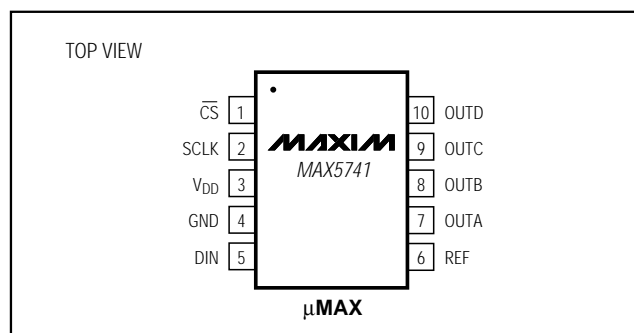 TOP VIEW
C̅S̅ 1
SCLK 2
VDD 3
GND 4
DIN 5
MAXIM
MAX5741
10 OUTD
9 OUTC
8 OUTB
7 OUTA
6 REF
µMAX